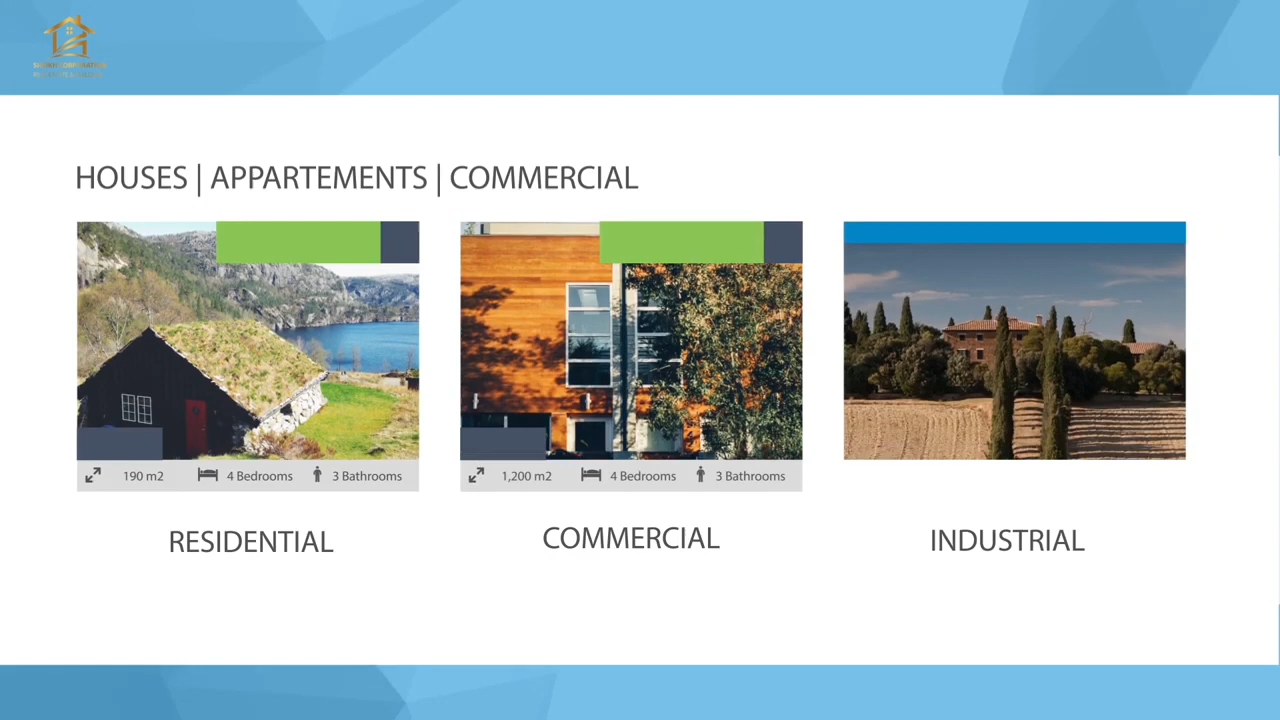 HOUSES | APPARTEMENTS | COMMERCIAL
190 m2 4 Bedrooms 3 Bathrooms
1,200 m2 4 Bedrooms 3 Bathrooms
RESIDENTIAL
COMMERCIAL
INDUSTRIAL